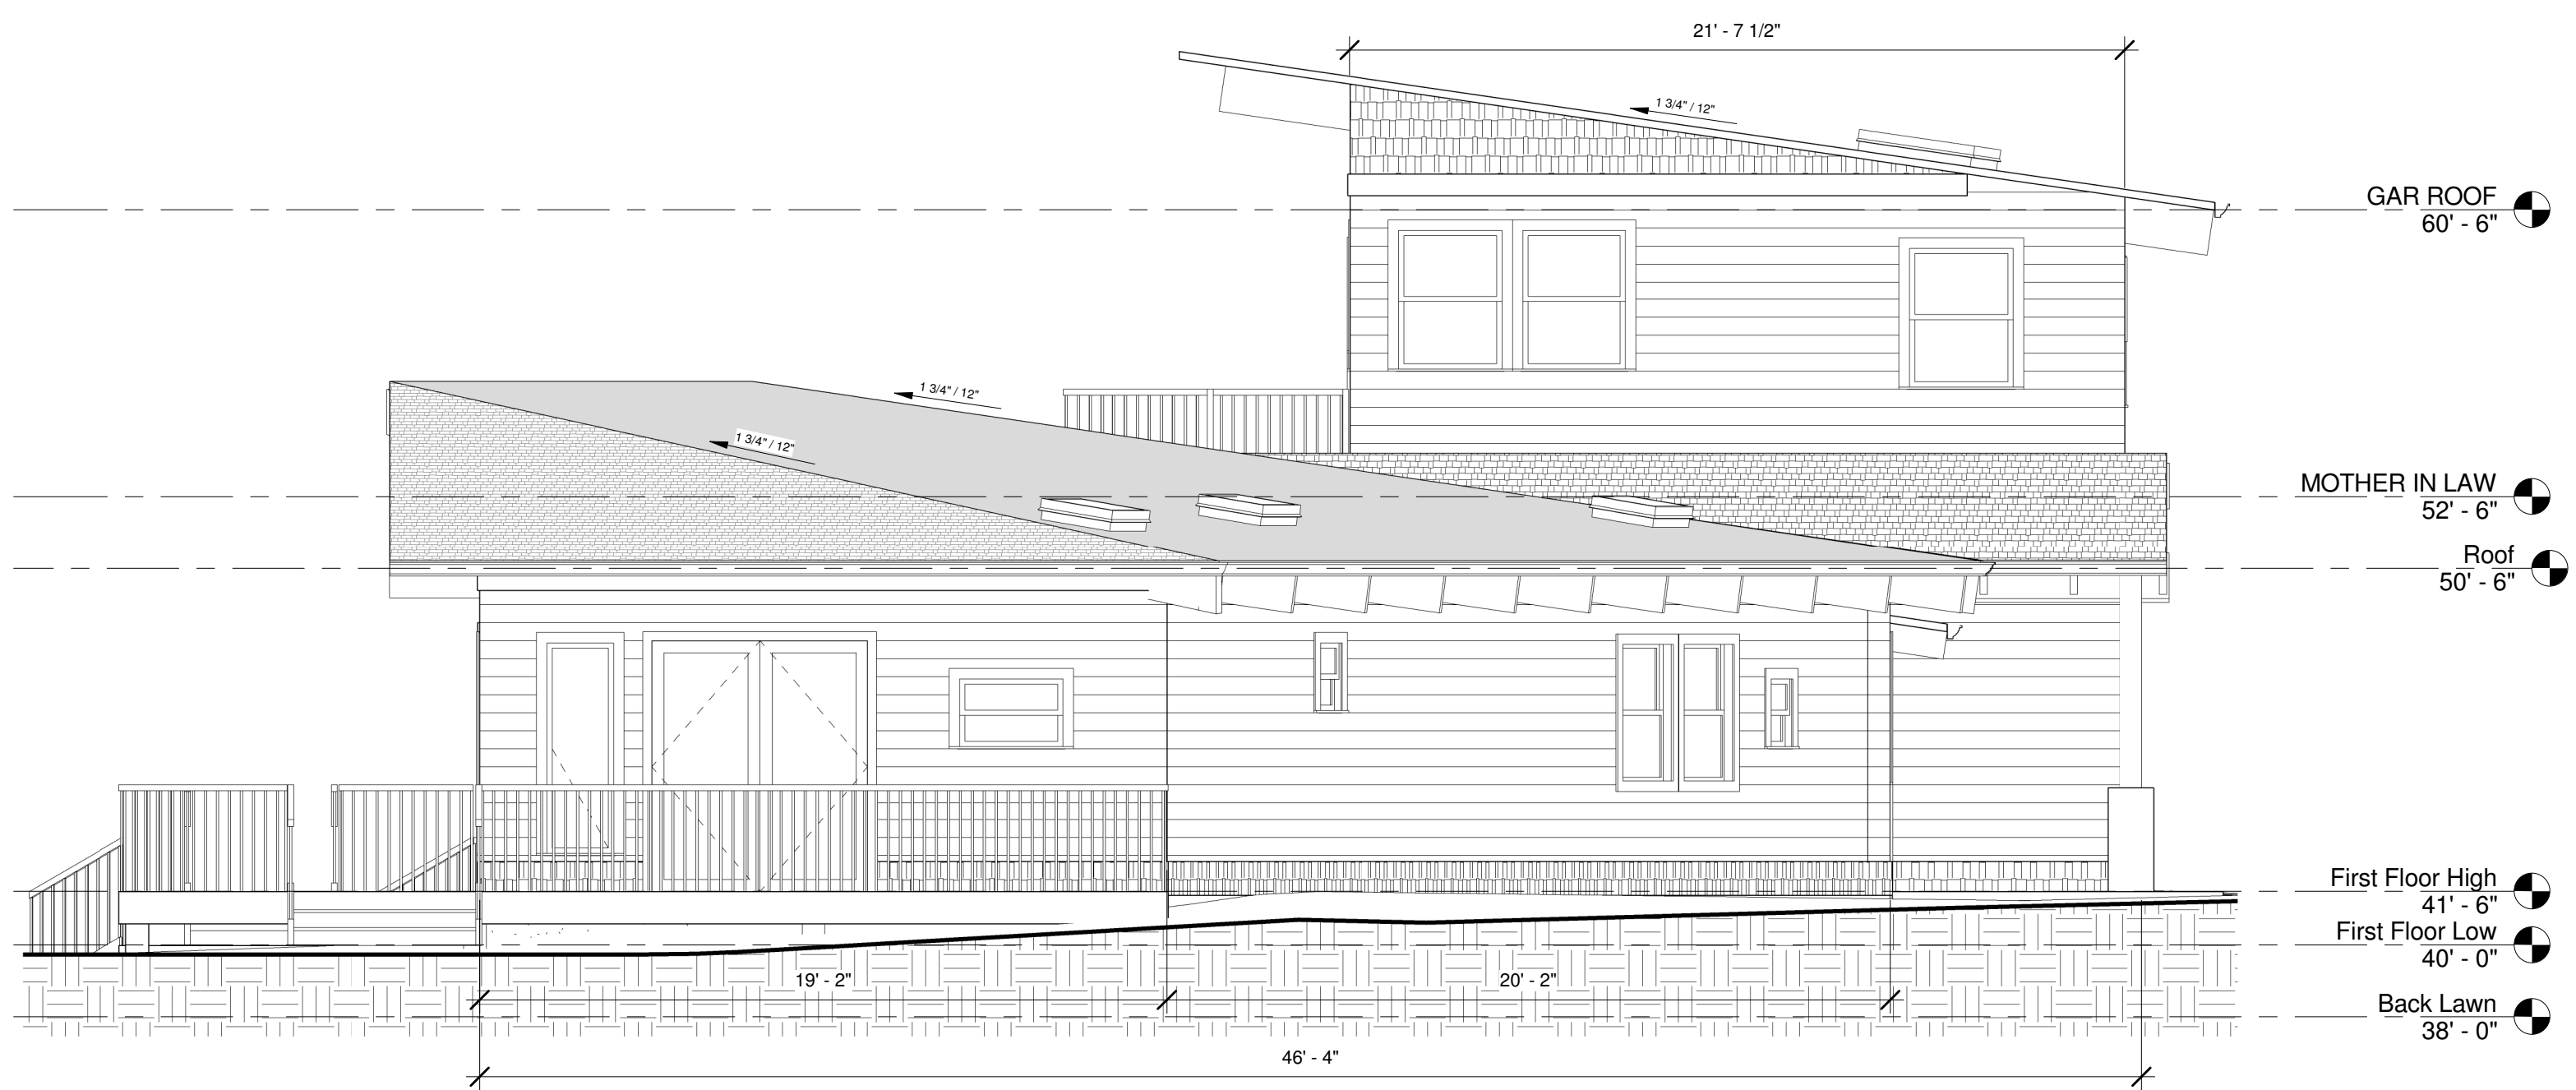 21' - 7 1/2"
1 3/4" / 12"
GAR ROOF
60' - 6"
1 3/4" / 12"
1 3/4" / 12"
MOTHER IN LAW
52' - 6"
Roof
50' - 6"
First Floor High
41' - 6"
First Floor Low
40' - 0"
19' - 2"
20' - 2"
Back Lawn
38' - 0"
46' - 4"